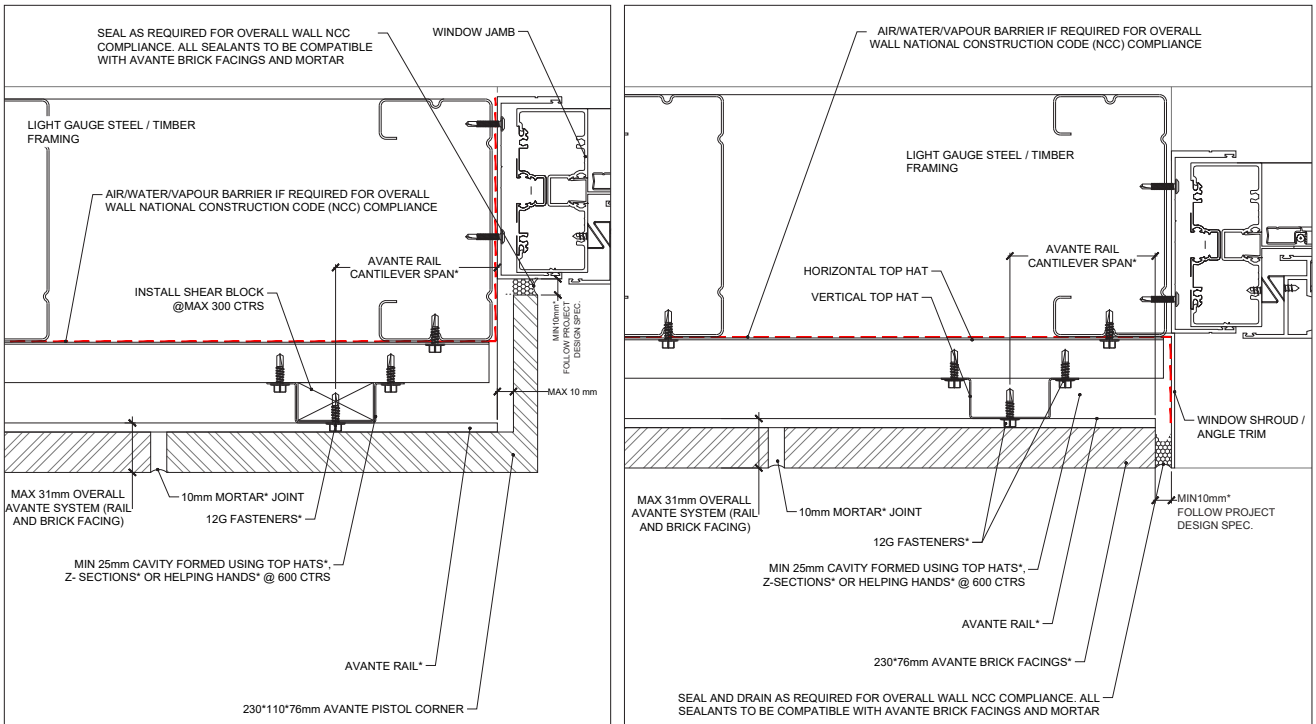 SEAL AS REQUIRED FOR OVERALL WALL NCC
COMPLIANCE. ALL SEALANTS TO BE COMPATIBLE
WITH AVANTE BRICK FACINGS AND MORTAR
WINDOW JAMB
LIGHT GAUGE STEEL / TIMBER
FRAMING
AIR/WATER/VAPOUR BARRIER IF REQUIRED FOR OVERALL
WALL NATIONAL CONSTRUCTION CODE (NCC) COMPLIANCE
AVANTE RAIL
CANTILEVER SPAN*
INSTALL SHEAR BLOCK
@MAX 300 CTRS
MIN10mm*
FOLLOW PROJECT
DESIGN SPEC.
MAX 10 mm
MAX 31mm OVERALL
AVANTE SYSTEM (RAIL
AND BRICK FACING)
10mm MORTAR* JOINT
12G FASTENERS*
MIN 25mm CAVITY FORMED USING TOP HATS*,
Z- SECTIONS* OR HELPING HANDS* @ 600 CTRS
AVANTE RAIL*
230*110*76mm AVANTE PISTOL CORNER
AIR/WATER/VAPOUR BARRIER IF REQUIRED FOR OVERALL
WALL NATIONAL CONSTRUCTION CODE (NCC) COMPLIANCE
LIGHT GAUGE STEEL / TIMBER
FRAMING
AVANTE RAIL
CANTILEVER SPAN*
HORIZONTAL TOP HAT
VERTICAL TOP HAT
WINDOW SHROUD /
ANGLE TRIM
MAX 31mm OVERALL
AVANTE SYSTEM (RAIL
AND BRICK FACING)
10mm MORTAR* JOINT
MIN10mm*
FOLLOW PROJECT
DESIGN SPEC.
12G FASTENERS*
MIN 25mm CAVITY FORMED USING TOP HATS*,
Z-SECTIONS* OR HELPING HANDS* @ 600 CTRS
AVANTE RAIL*
230*76mm AVANTE BRICK FACINGS*
SEAL AND DRAIN AS REQUIRED FOR OVERALL WALL NCC COMPLIANCE. ALL
SEALANTS TO BE COMPATIBLE WITH AVANTE BRICK FACINGS AND MORTAR